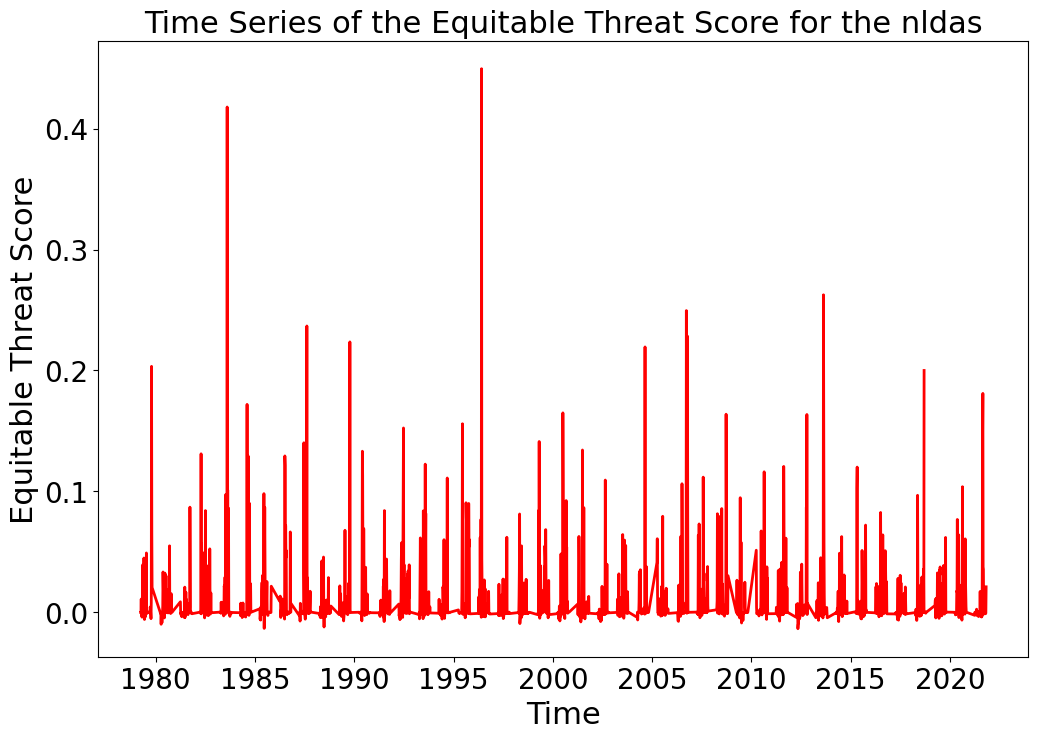 Time Series of the Equitable Threat Score for the nldas
Equitable Threat Score
0.4
0.3
0.2
0.1
0.0
1980 1985 1990 1995 2000 2005 2010 2015 2020
Time